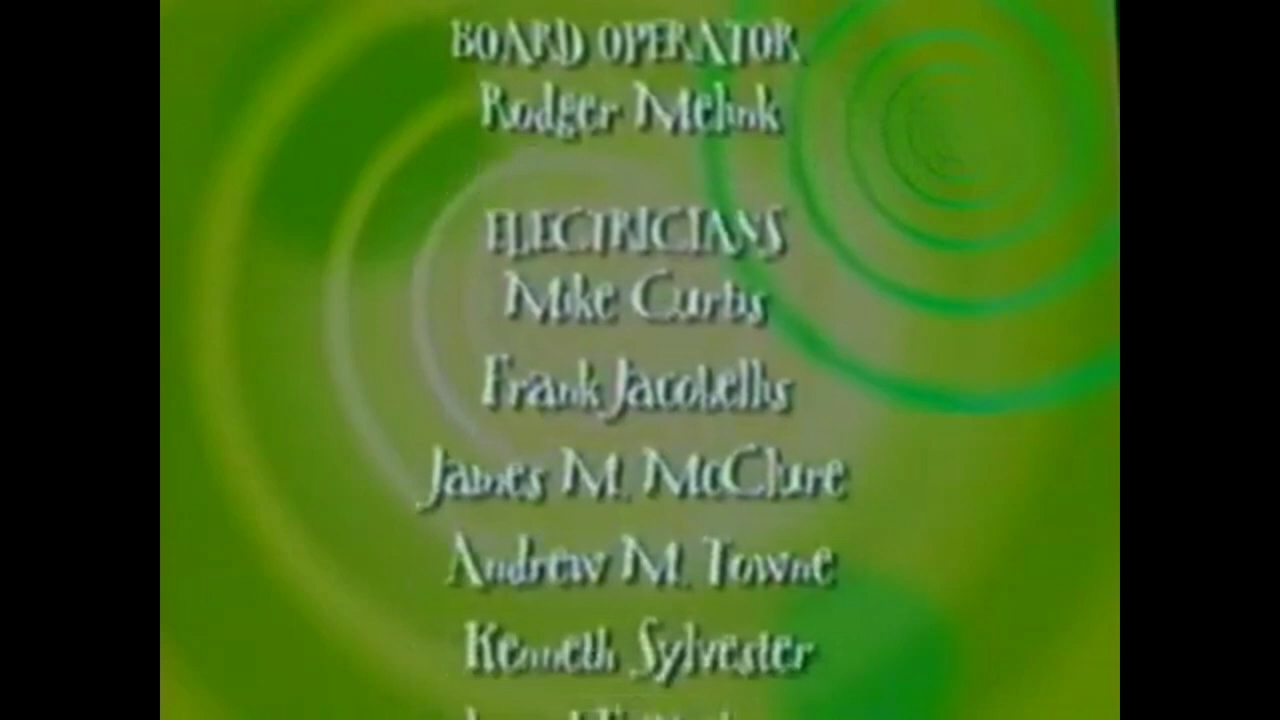 BOARD OPERATOR
Rodger Melink
ELECTRICIANS
Mike Curtis
Frank Jacobellis
James M. McClure
Andrew M. Towne
Kenneth Sylvester